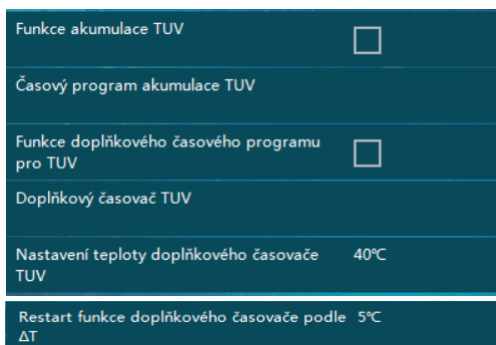 Funkce akumulace TUV
Časový program akumulace TUV
Funkce doplňkového časového programu
pro TUV
Doplňkový časovač TUV
Nastavení teploty doplňkového časovače 40℃
TUV
Restart funkce doplňkového časovače podle 5℃
ΔT